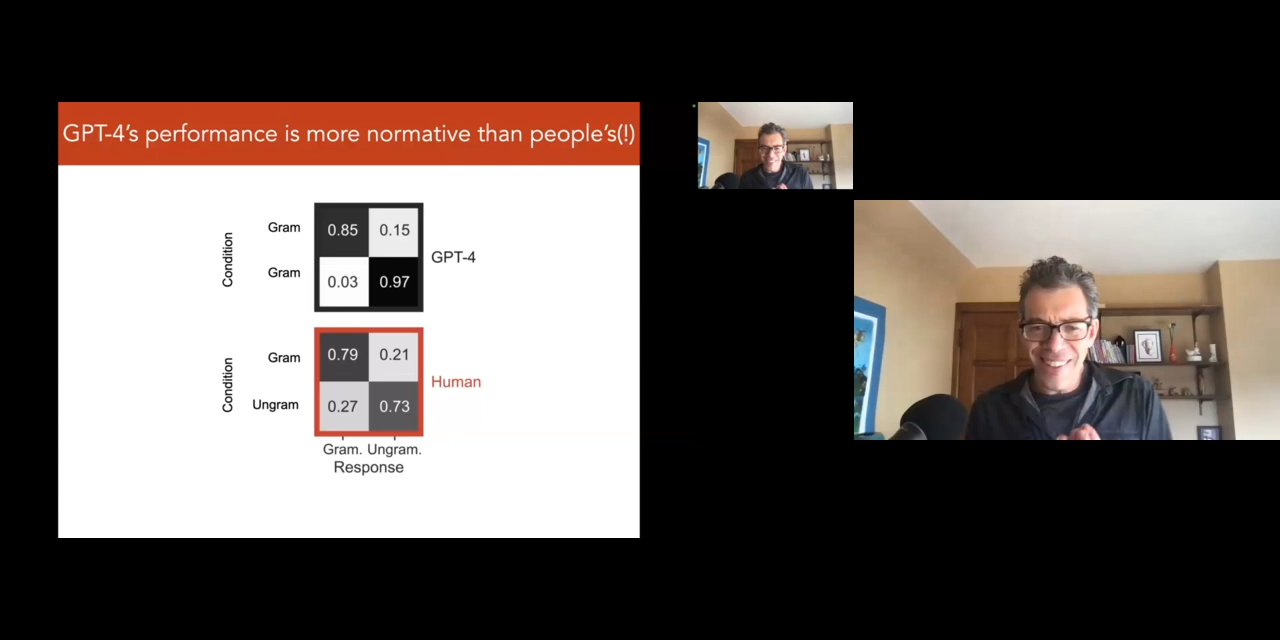 GPT-4's performance is more normative than people's(!)
Condition
Gram
0.85 0.15
Gram
0.03 0.97
GPT-4
Condition
Gram
0.79 0.21
Ungram
0.27 0.73
Human
Gram. Ungram.
Response